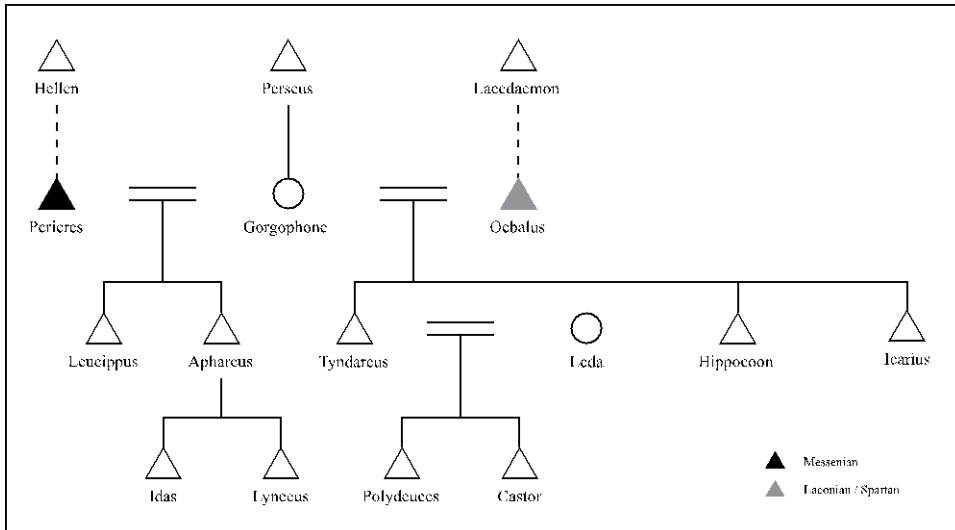 Hellen
Perseus
Lacedaemon
Perieres
Gorgophone
Oebalus
Leucippus
Aphareus
Tyndareus
Leda
Hippocoon
Icarius
Idas
Lynceus
Polydeuces
Castor
Messenian
Laconian / Spartan